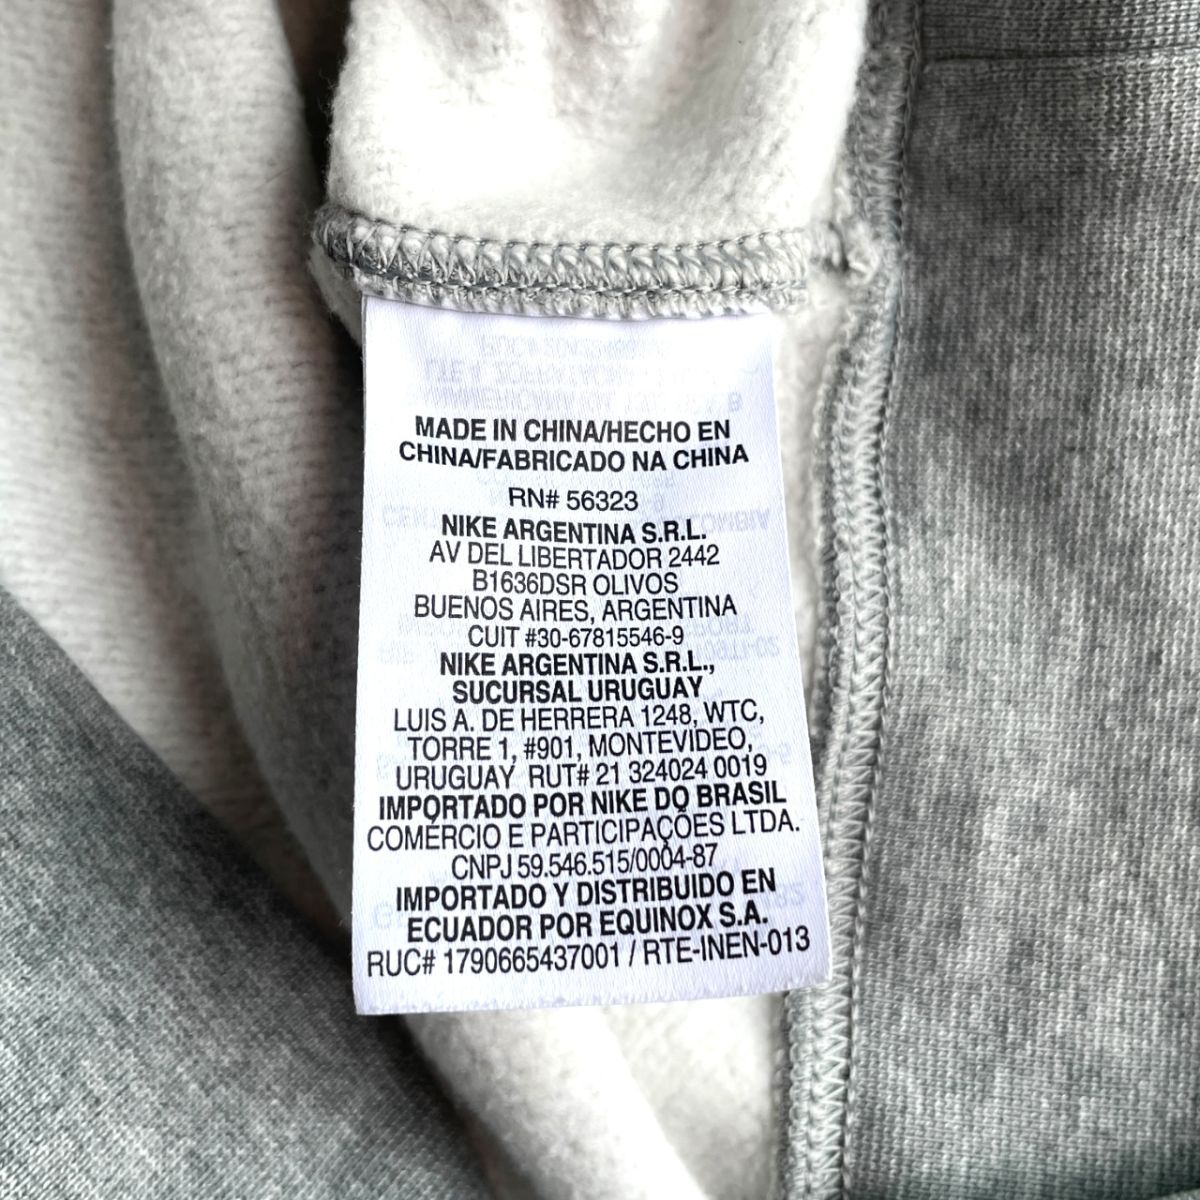 MADE IN CHINA/HECHO EN
CHINA/FABRICADO NA CHINA
RN# 56323
NIKE ARGENTINA S.R.L.
AV DEL LIBERTADOR 2442
B1636DSR OLIVOS
BUENOS AIRES, ARGENTINA
CUIT #30-67815546-9
NIKE ARGENTINA S.R.L.,
SUCURSAL URUGUAY
LUIS A. DE HERRERA 1248, WTC,
TORRE 1, #901, MONTEVIDEO,
URUGUAY RUT# 21 324024 0019
IMPORTADO POR NIKE DO BRASIL
COMÉRCIO E PARTICIPAÇÕES LTDA.
CNPJ 59.546.515/0004-87
IMPORTADO Y DISTRIBUIDO EN
ECUADOR POR EQUINOX S.A.
RUC# 1790665437001 / RTE-INEN-013